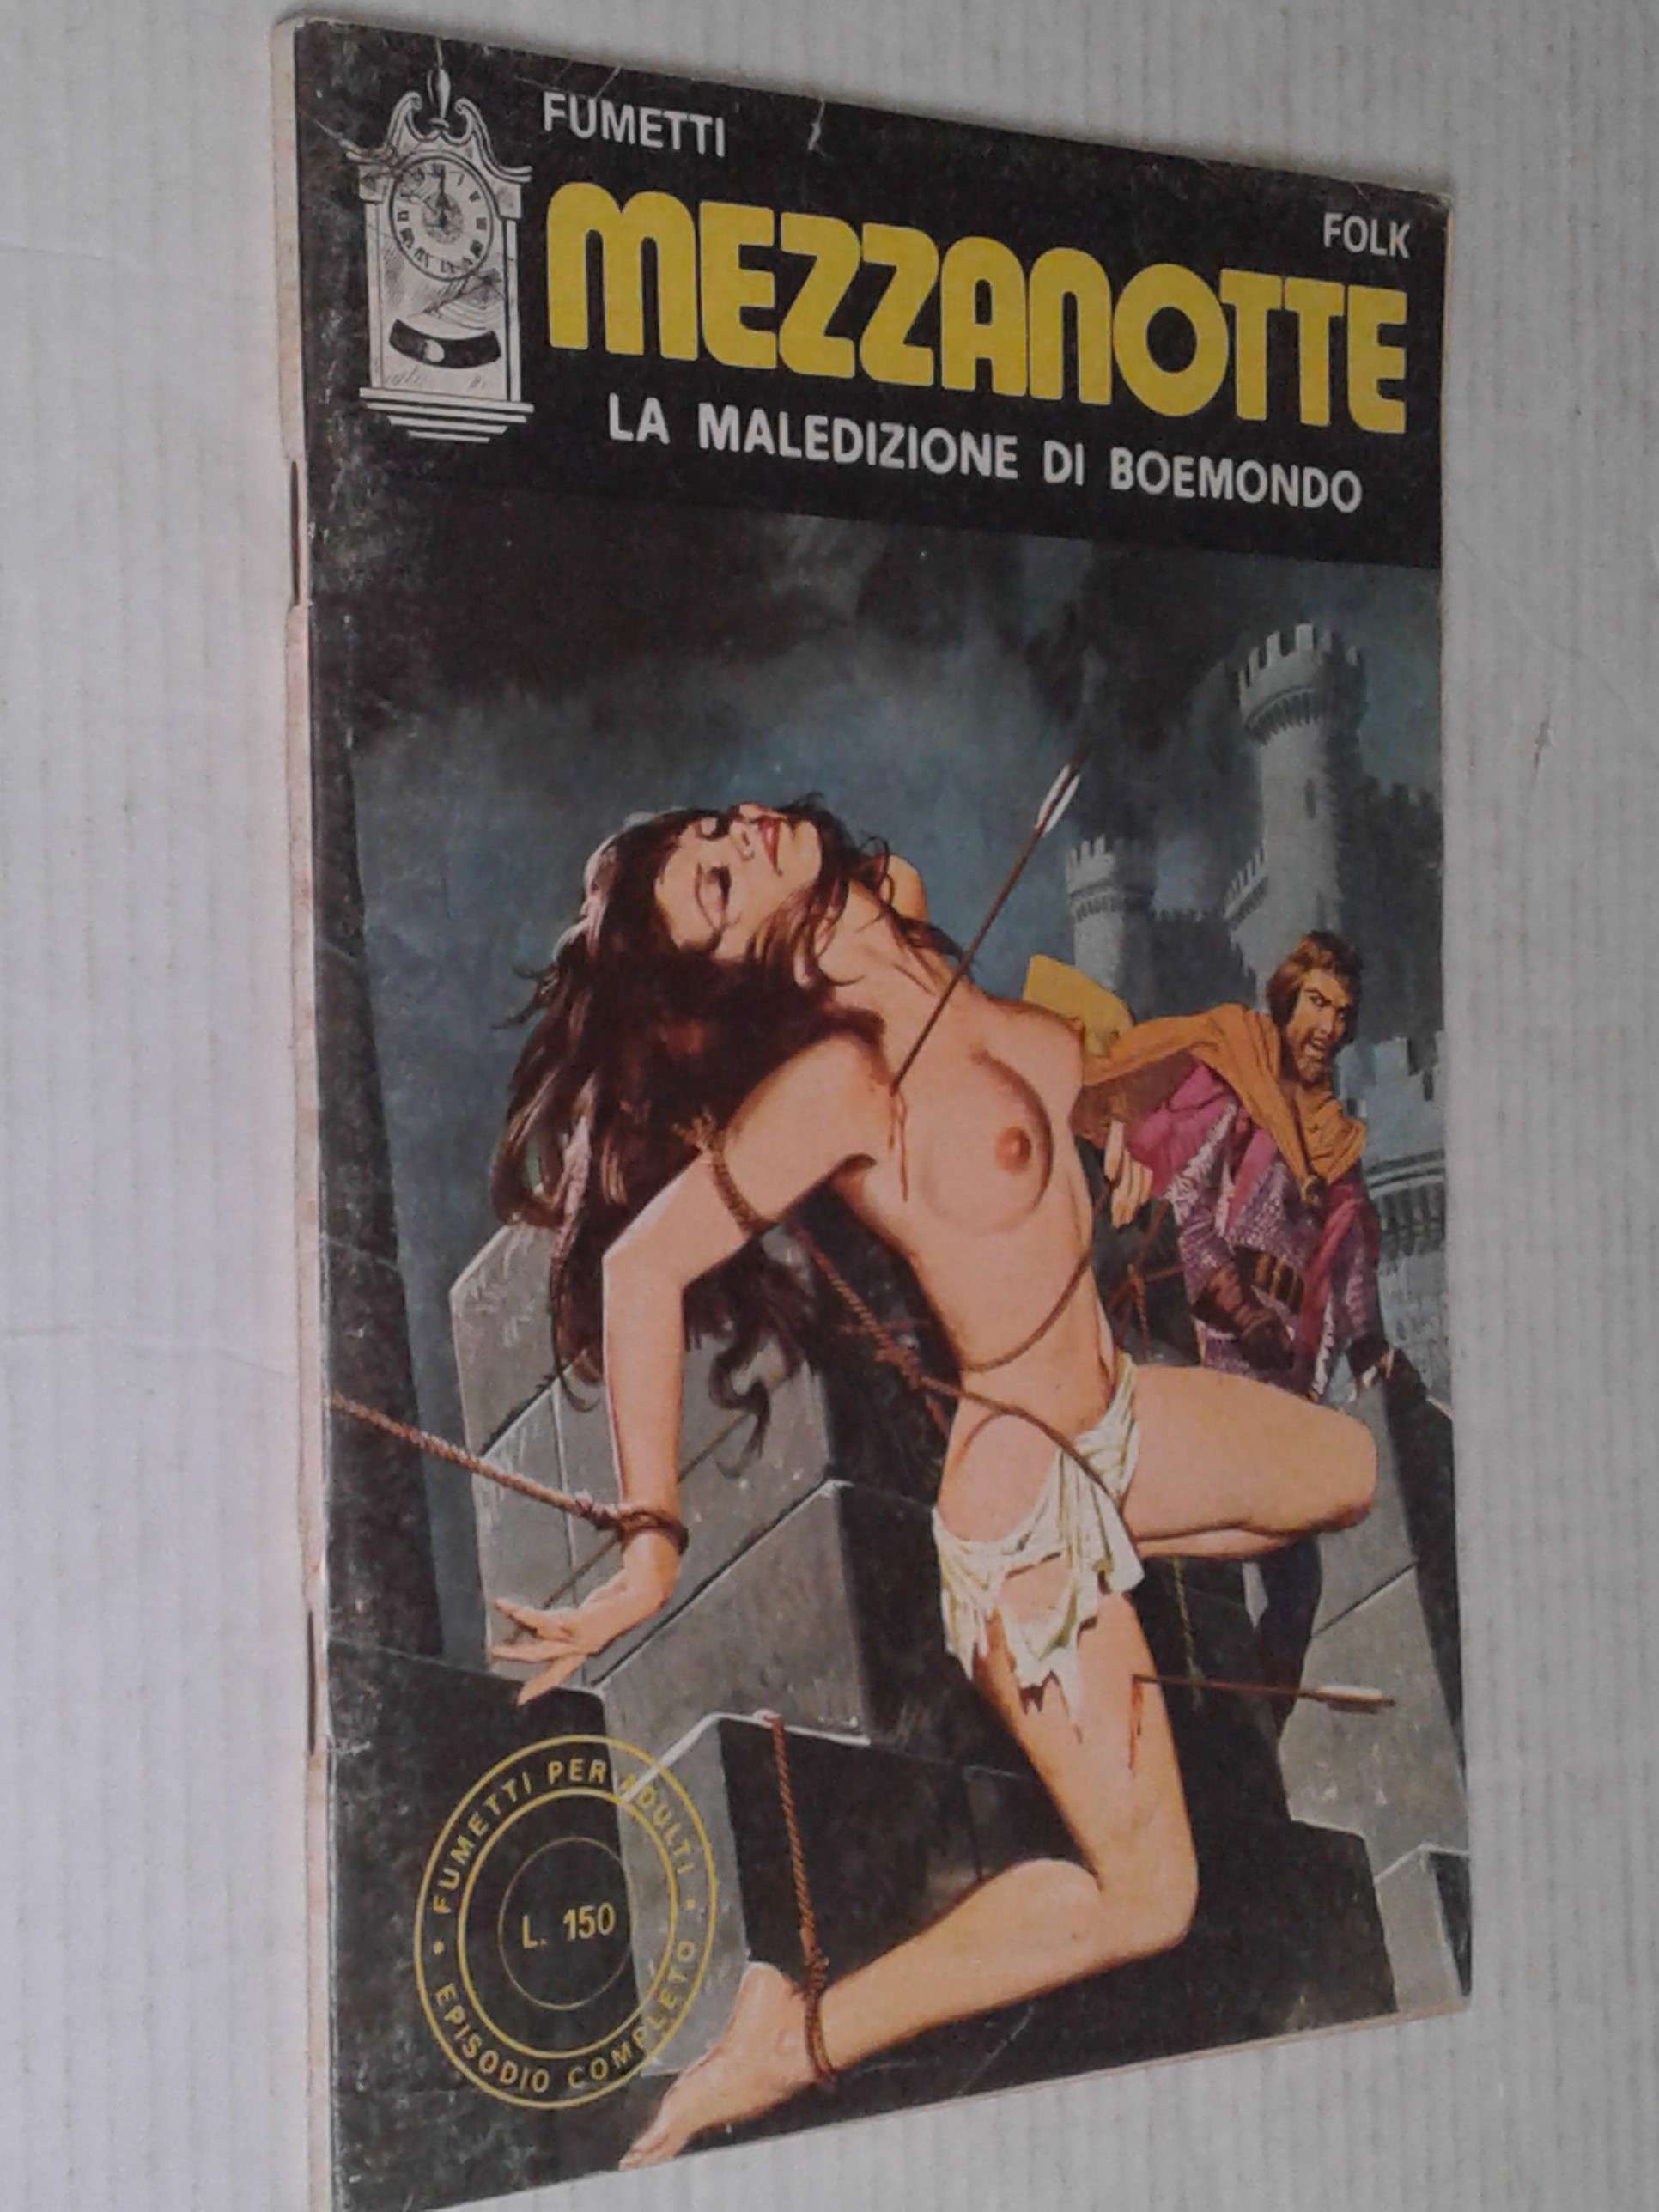 FUMETTI
FOLK
MEZZANOTTE
LA MALEDIZIONE DI BOEMONDO
• FUMETTI PER ADULTI •
L. 150
EPISODIO COMPLETO